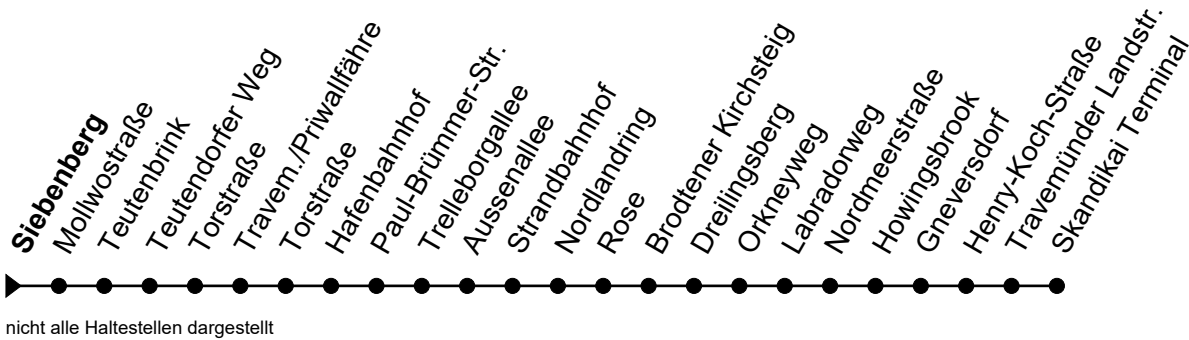 Siebenberg
Mollwostraße
Teutenbrink
Teutendorfer Weg
Torstraße
Travem./Priwallfähre
Torstraße
Hafenbahnhof
Paul-Brümmer-Str.
Trelleborgallee
Aussenallee
Strandbahnhof
Nordlandring
Rose
Brodtener Kirchsteig
Dreilingsberg
Orkneyweg
Labradorweg
Nordmeerstraße
Howingsbrook
Gneversdorf
Henry-Koch-Straße
Travemünder Landstr.
Skandikai Terminal
nicht alle Haltestellen dargestellt